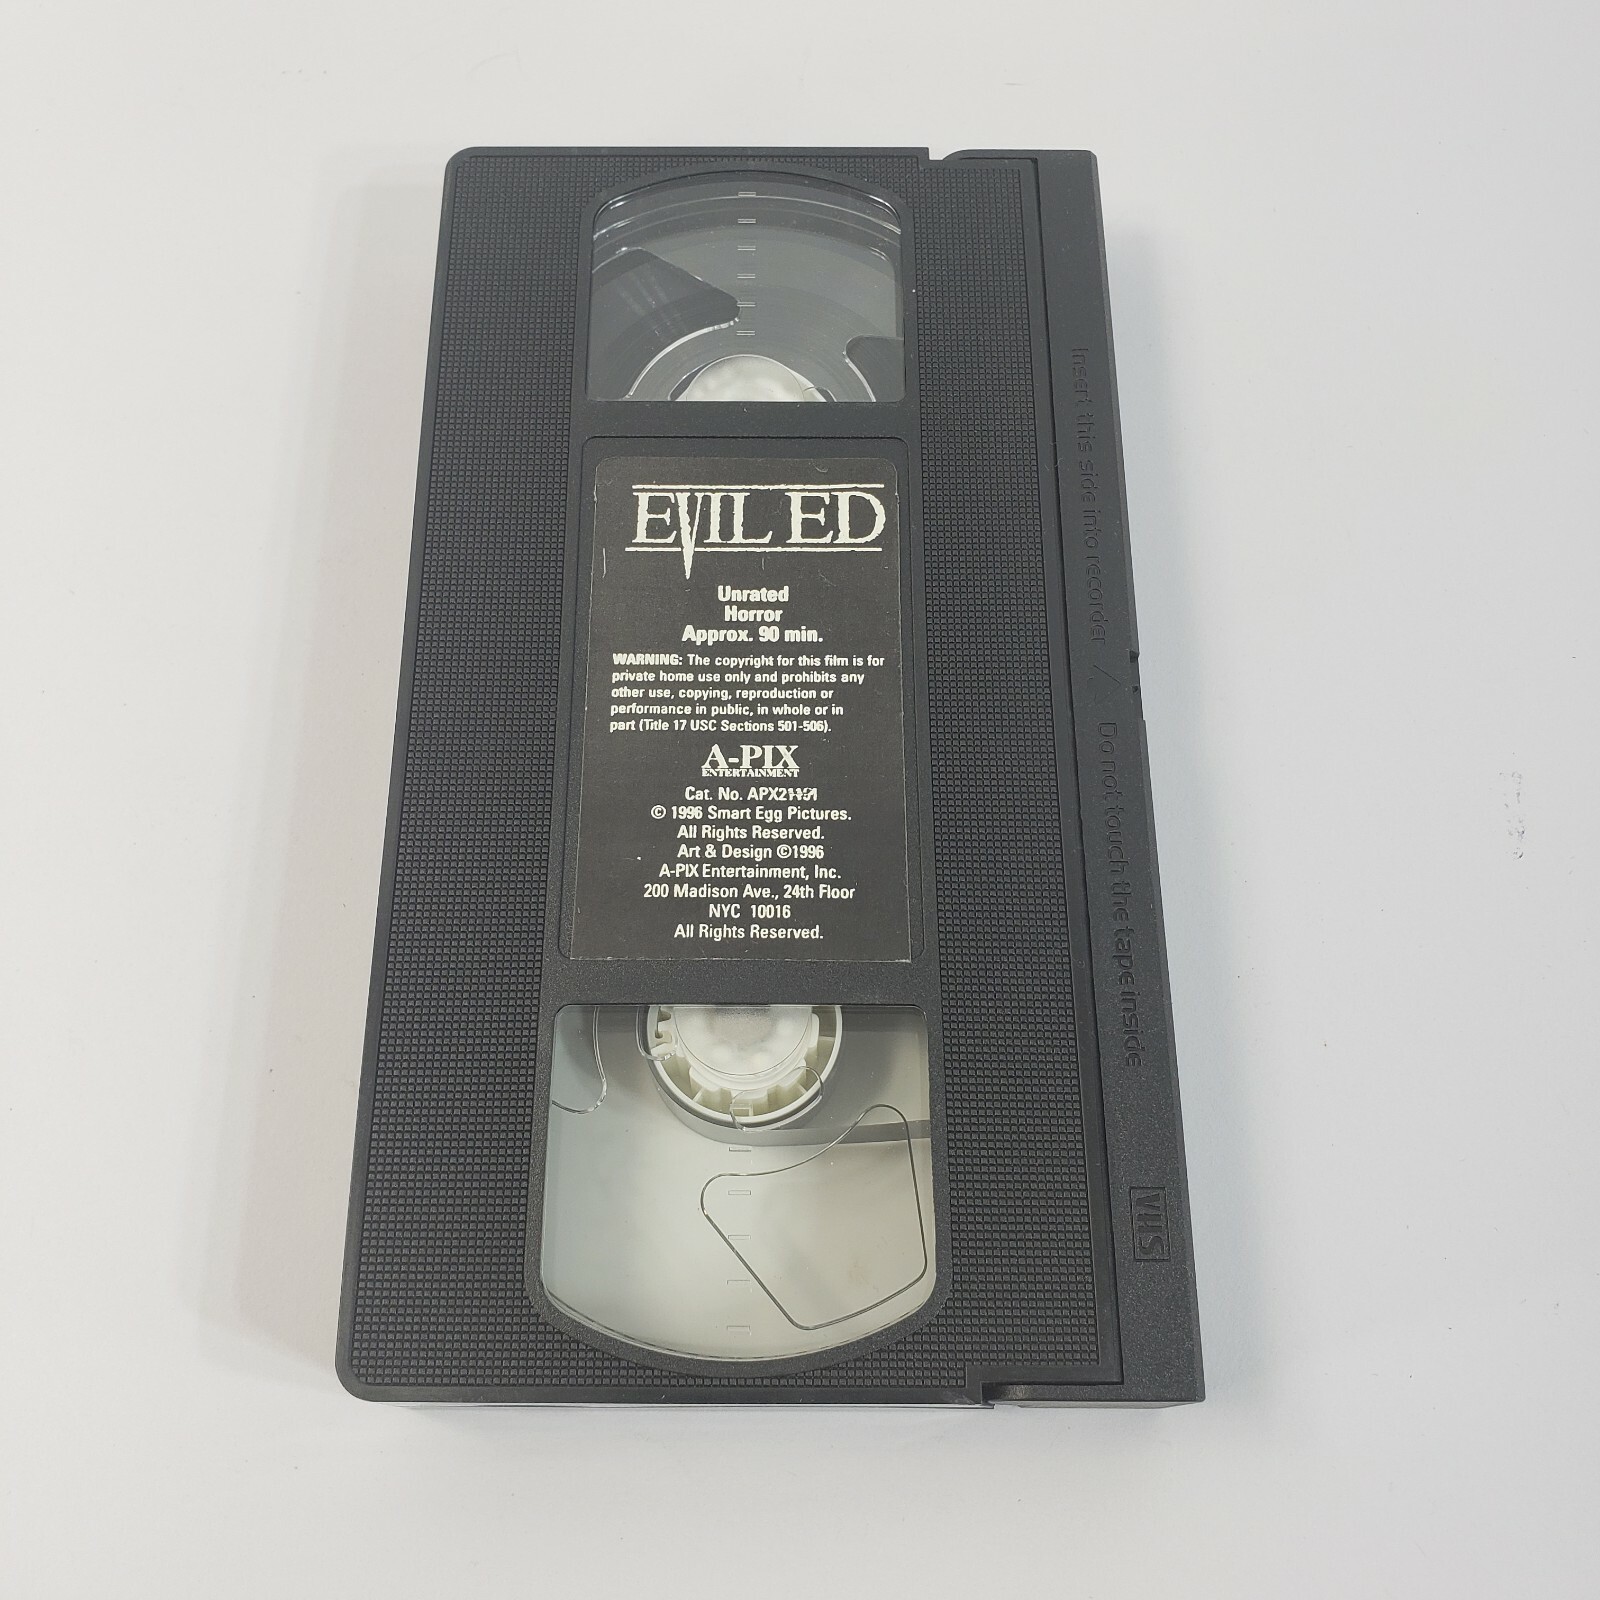 EVIL ED
Unrated
Horror
Approx. 90 min.
WARNING: The copyright for this film is for
private home use only and prohibits any
other use, copying, reproduction or
performance in public, in whole or in
part (Title 17 USC Sections 501-506).
A-PIX
ENTERTAINMENT
Cat. No.
© 1996 Smart Egg Pictures.
All Rights Reserved.
Art & Design ©1996
A-PIX Entertainment, Inc.
200 Madison Ave., 24th Floor
NYC 10016
All Rights Reserved.
Insert this side into recorder / Do not touch the tape inside
VHS